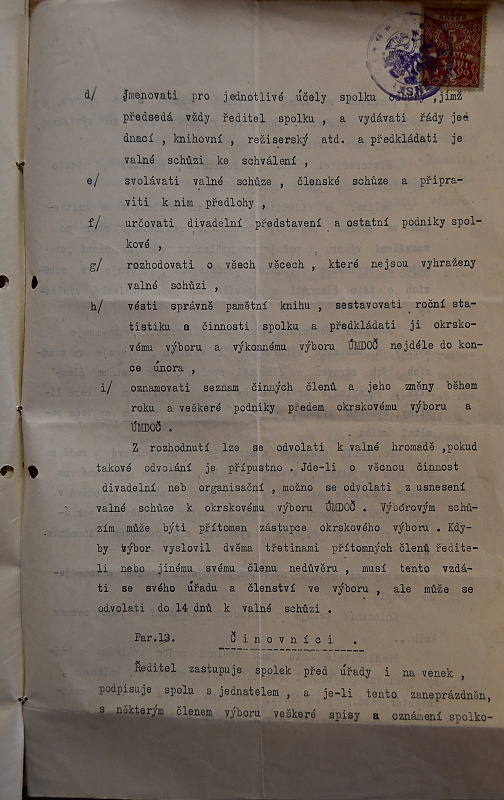 KOLEK
5
d/ Jmenovati pro jednotlivé účely spolku ,jímž
předsedá vždy ředitel spolku , a vydávati řády jed
dnací , knihovní , režiserský atd. a předkládati je
valné schůzi ke schválení ,
e/ svolávati valné schůze , členské schůze a připra-
viti k nim předlohy ,
f/ určovati divadelní představení a ostatní podniky spol-
kové ,
g/ rozhodovati o všech věcech , které nejsou vyhraženy
valné schůzi ,
h/ vésti správně pamětní knihu , sestavovati roční sta-
tistiku o činnosti spolku a předkládati ji okrsko-
vému výboru a výkonnému výboru ÚMDOČ nejdéle do kon-
ce února ,
i/ oznamovati seznam činných členů a jeho změny během
roku a veškeré podniky předem okrskovému výboru a
ÚMDOČ .
Z rozhodnutí lze se odvolati k valné hromadě ,pokud
takové odvolání je přípustno . Jde-li o věcnou činnost
divadelní neb organisační , možno se odvolati z usnesení
valné schůze k okrskovému výboru ÚMDOČ . Výborovým schů-
zím může býti přítomen zástupce okrskového výboru . Kdy-
by výbor vyslovil dvěma třetinami přítomných členů ředite-
li nebo jinému svému členu nedůvěru , musí tento vzdá-
ti se svého úřadu a členství ve výboru , ale může se
odvolati do 14 dnů k valné schůzi .
Par.13. Činovníci .
Ředitel zastupuje spolek před úřady i na venek ,
podpisuje spolu s jednatelem , a je-li tento zaneprázdněn,
s některým členem výboru veškeré spisy a oznámení spolko-